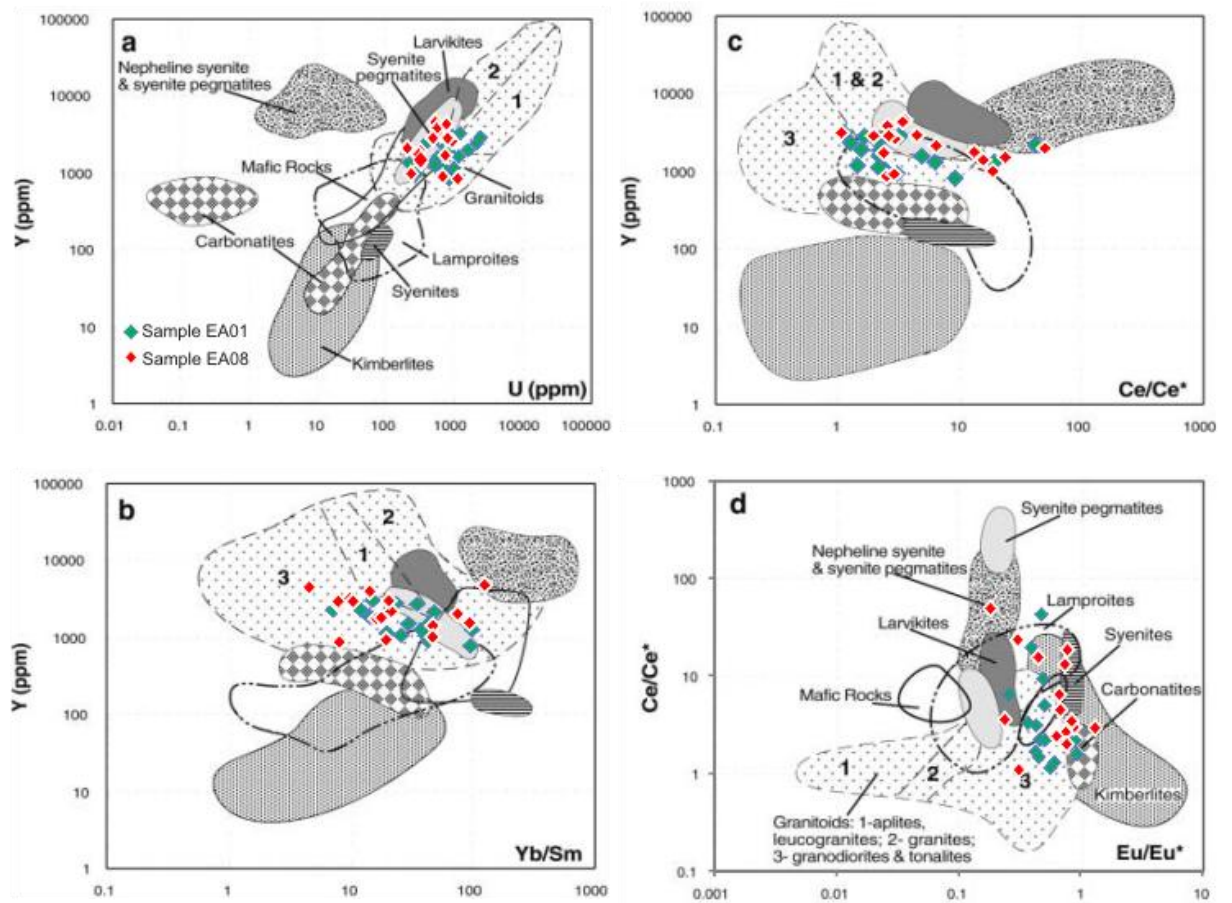 a
100000
10000
1000
100
10
1
Y (ppm)
Larvikites
Syenite
pegmatites
Nepheline syenite
& syenite pegmatites
2
1
Mafic Rocks
Granitoids
Carbonatites
Lamproites
Syenites
Sample EA01
Sample EA08
Kimberlites
U (ppm)
0.01
0.1
1
10
100
1000
10000
100000
c
100000
10000
1000
100
10
1
Y (ppm)
1 & 2
3
Ce/Ce*
0.1
1
10
100
1000
b
100000
10000
1000
100
10
1
Y (ppm)
2
1
3
Yb/Sm
0.1
1
10
100
1000
d
1000
100
10
1
0.1
Ce/Ce*
Syenite pegmatites
Nepheline syenite
& syenite pegmatites
Lamproites
Larvikites
Syenites
Mafic Rocks
Carbonatites
1
2
3
Kimberlites
Granitoids: 1-aplites,
leucogranites; 2- granites;
3- granodiorites & tonalites
Eu/Eu*
0.001
0.01
0.1
1
10